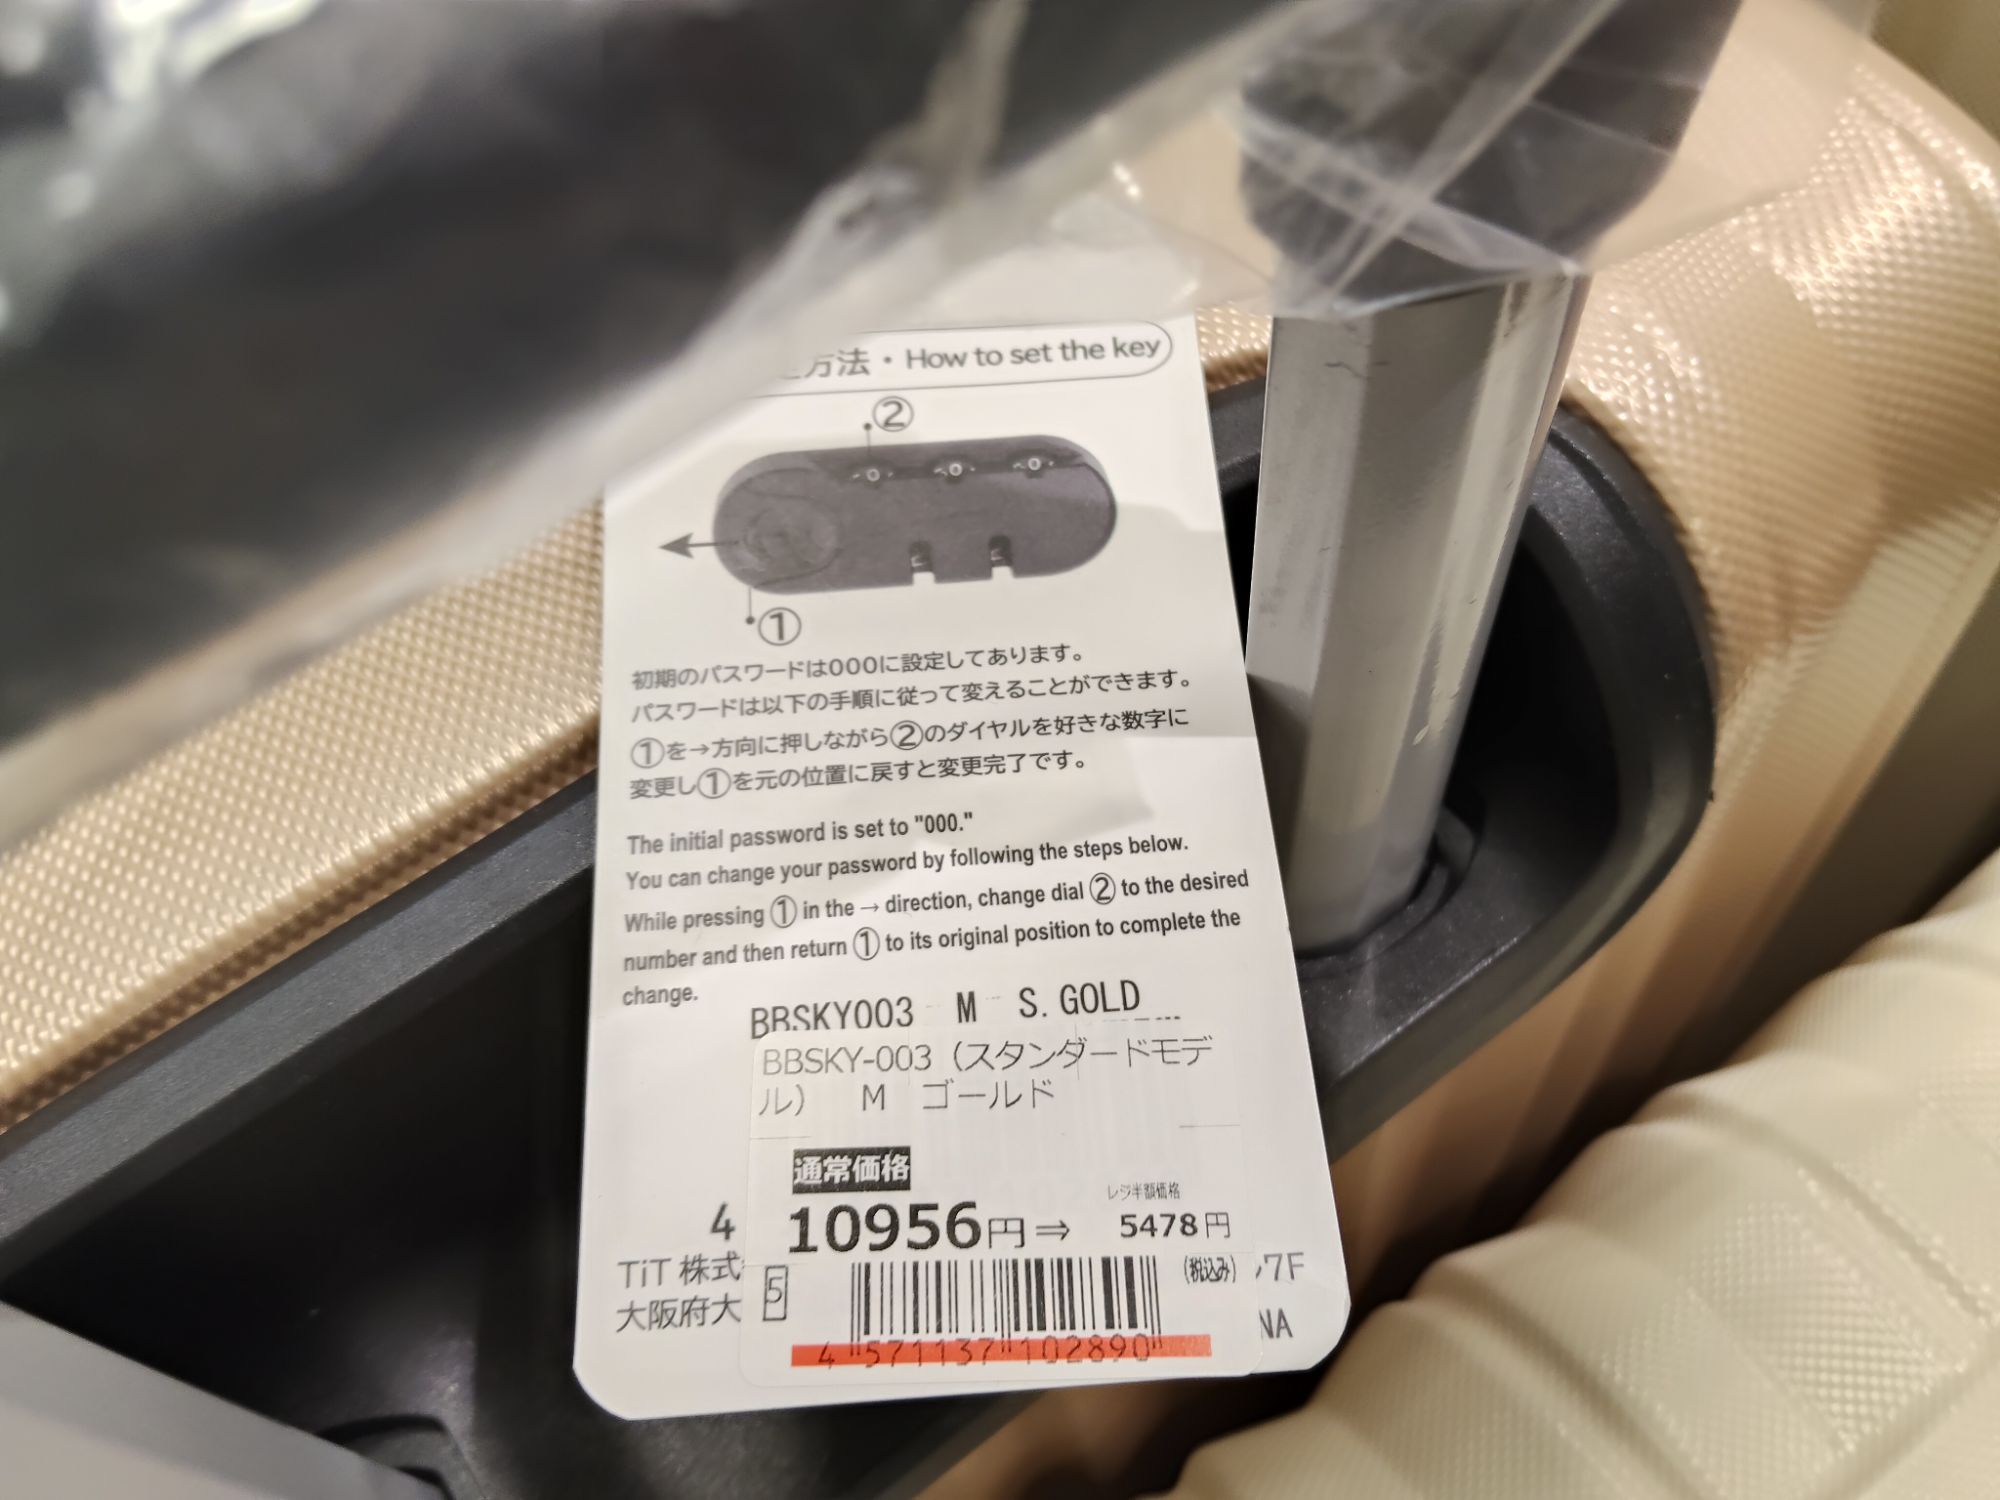 方法・How to set the key
②
①
初期のパスワードは000に設定してあります。
パスワードは以下の手順に従って変えることができます。
①を→方向に押しながら②のダイヤルを好きな数字に
変更し①を元の位置に戻すと変更完了です。
The initial password is set to "000."
You can change your password by following the steps below.
While pressing ① in the → direction, change dial ② to the desired
number and then return ① to its original position to complete the
change.
BBSKY003 M S. GOLD
BBSKY-003（スタンダードモデ
ル） M ゴールド
通常価格
レジ半額価格
4
10956円⇒ 5478円
(税込み)
TiT 株式
7F
大阪府大
5
NA
4 571137 102890